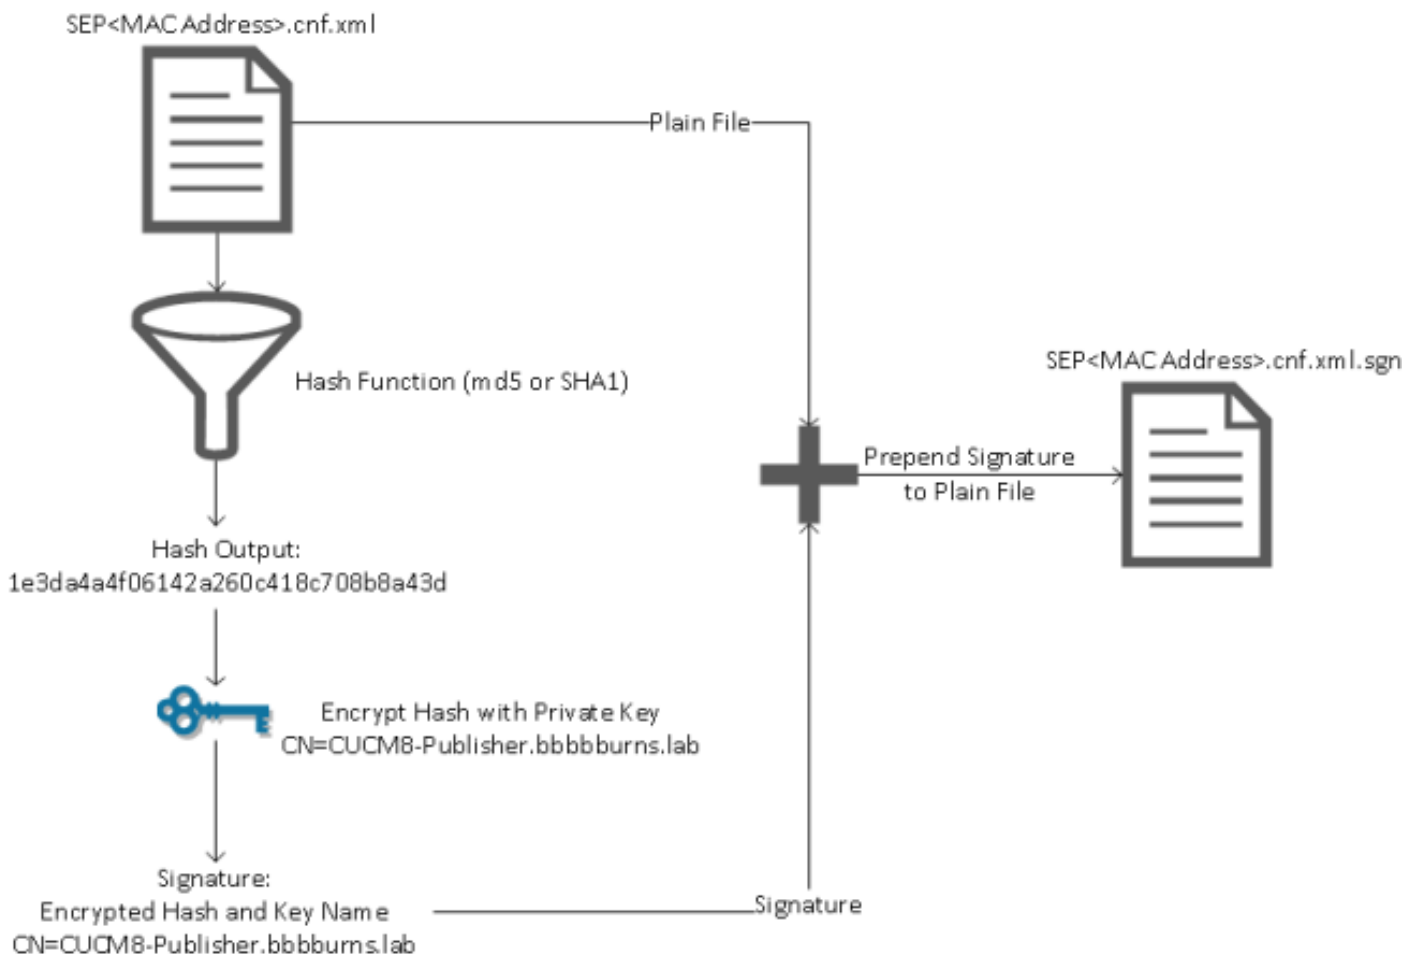 SEP<MAC Address>.cnf.xml
Plain File
Hash Function (md5 or SHA1)
SEP<MAC Address>.cnf.xml.sgn
Prepend Signature
to Plain File
Hash Output:
1e3da4a4f06142a260c418c708b8a43d
Encrypt Hash with Private Key
CN=CUCM8-Publisher.bbbbburns.lab
Signature:
Encrypted Hash and Key Name
CN=CUCM8-Publisher.bbbburns.lab
Signature